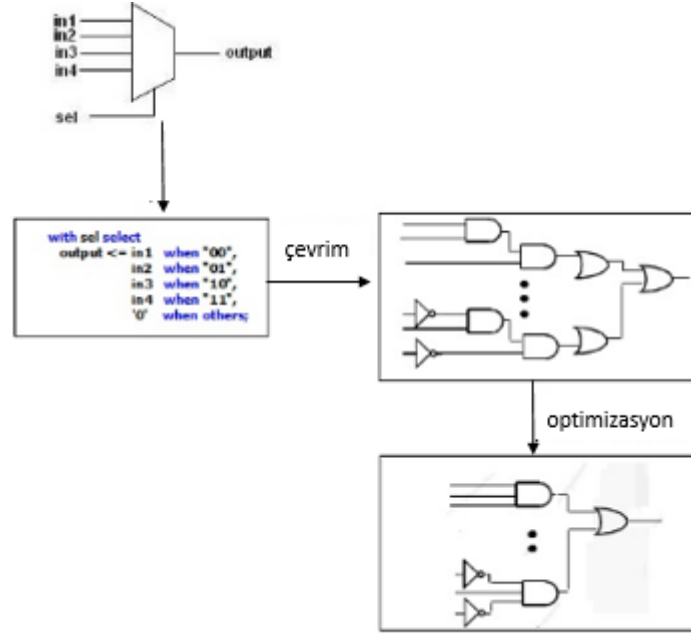 in1
in2
in3
in4
output
sel
with sel select
output <= in1 when "00",
in2 when "01",
in3 when "10",
in4 when "11",
'0' when others;
çevrim
optimizasyon